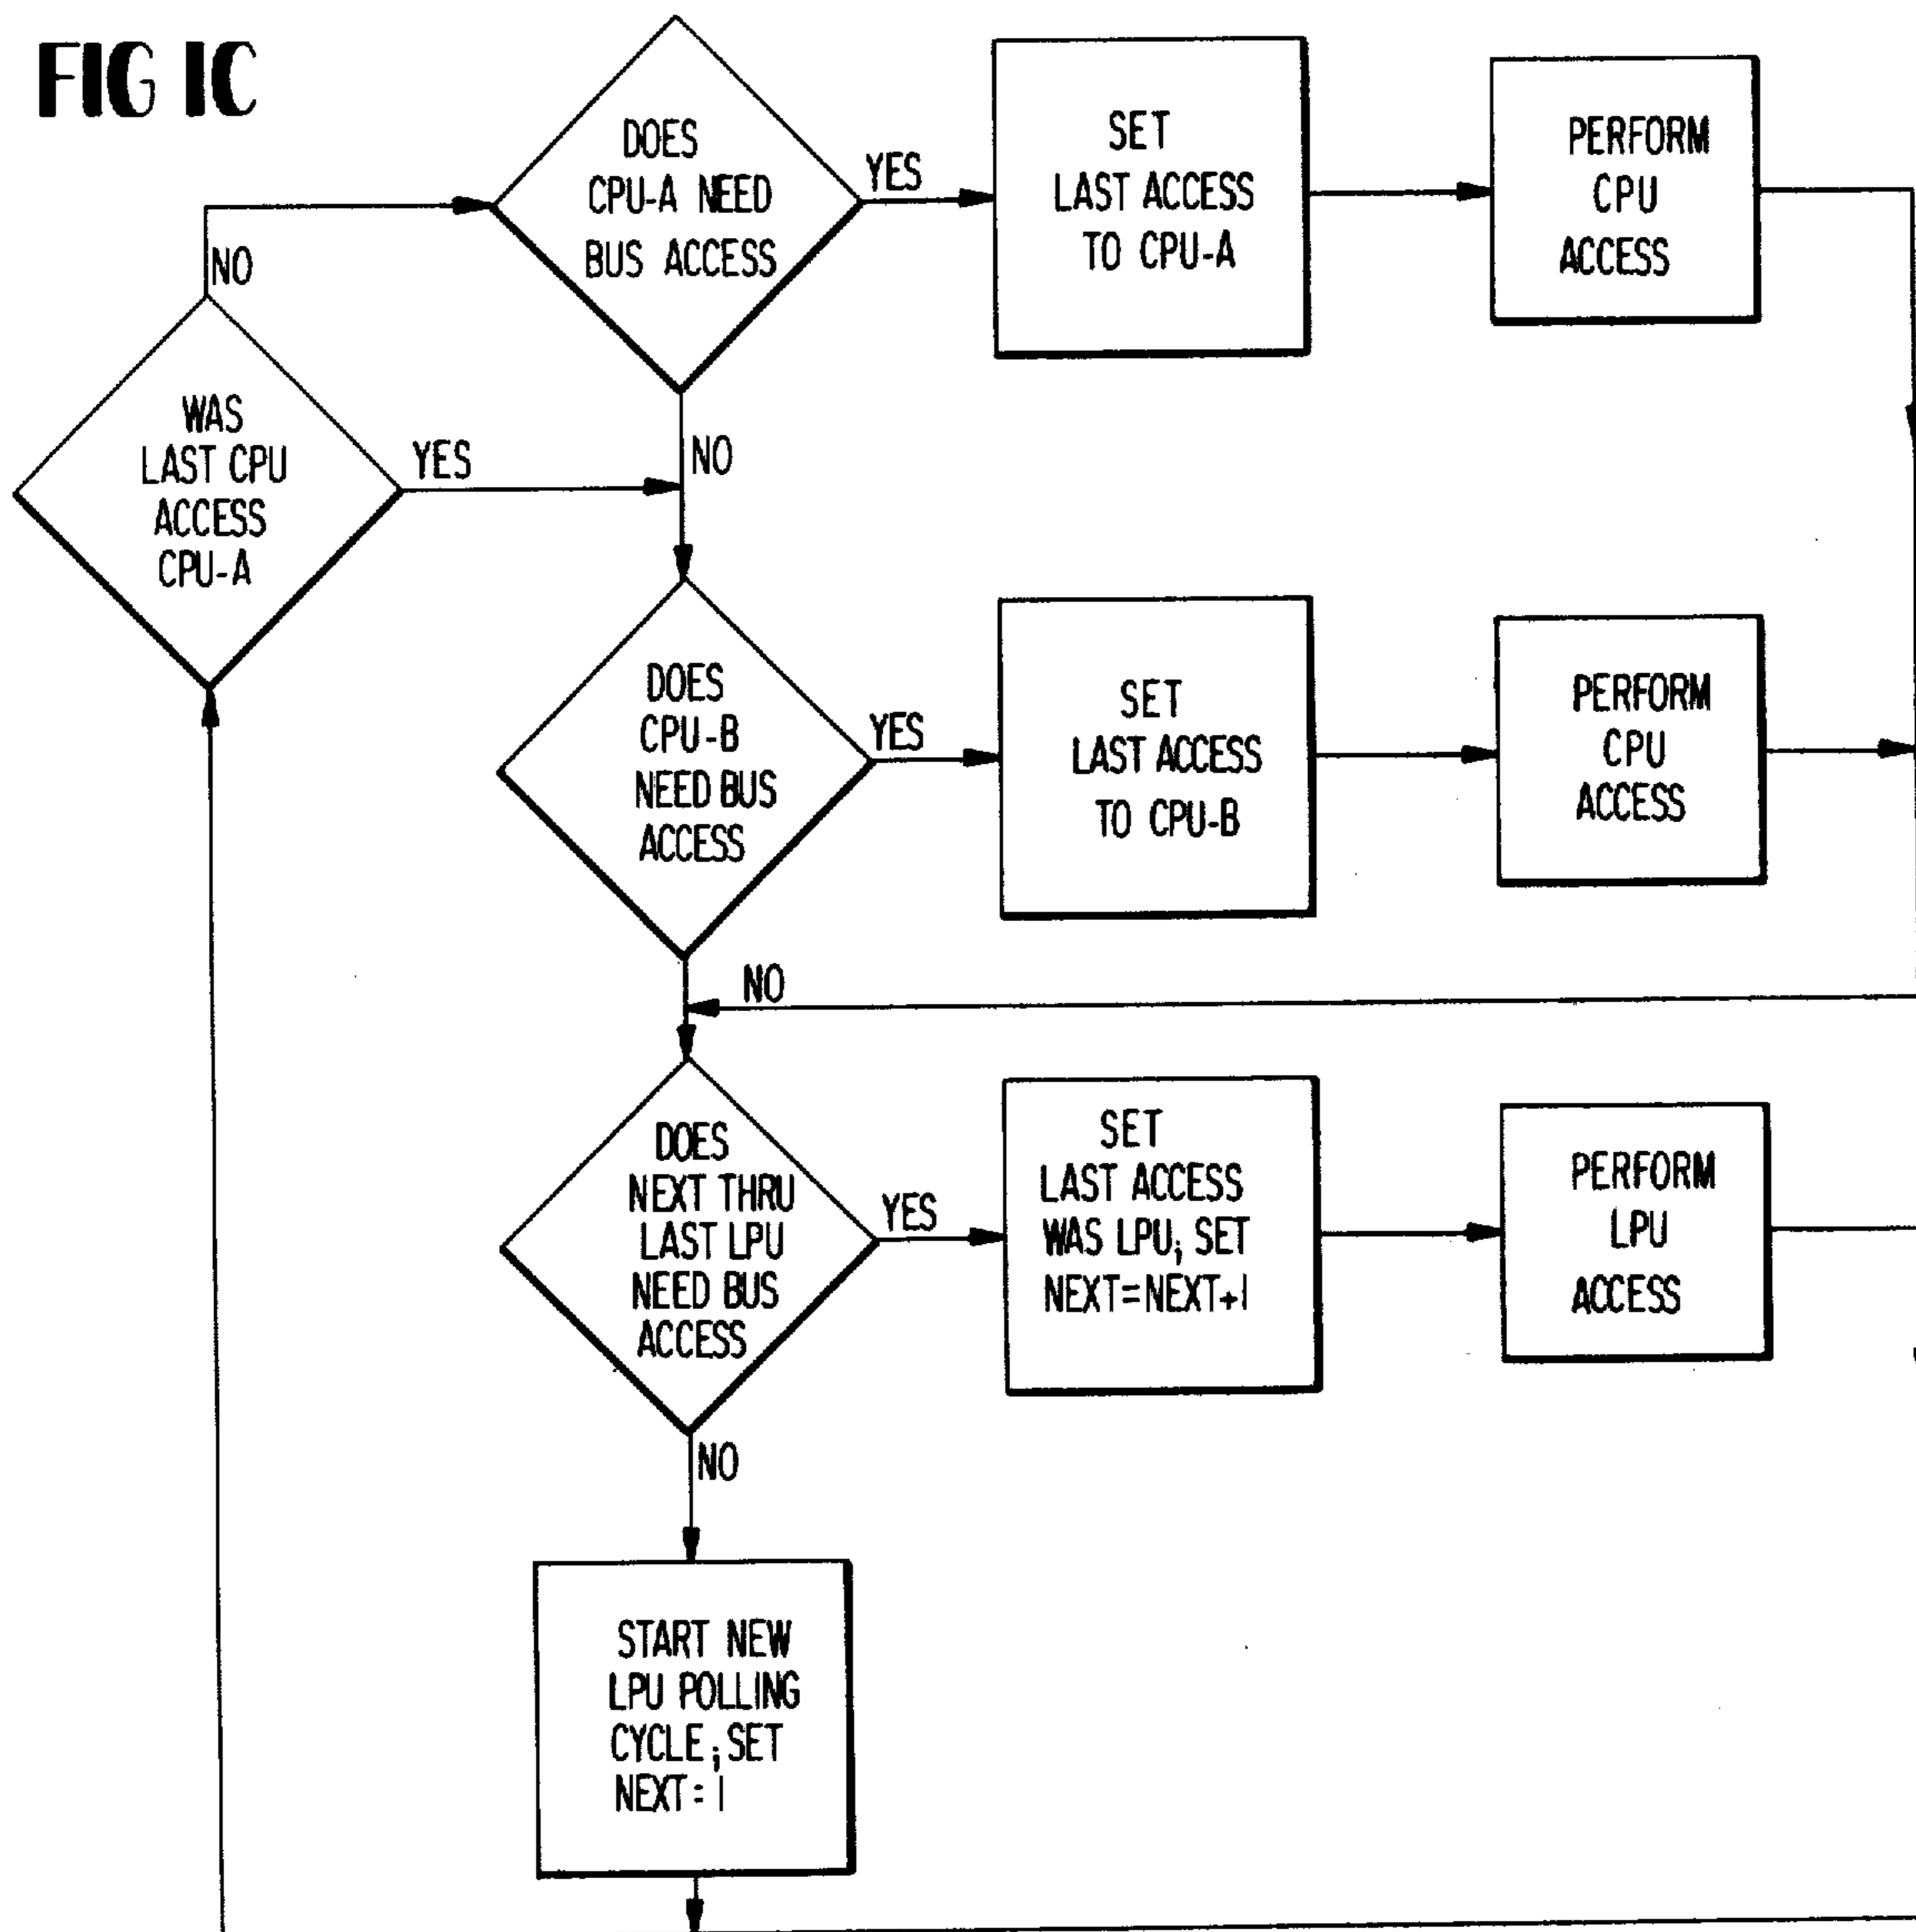 FIG 1C
DOES
CPU-A NEED
BUS ACCESS
YES
SET
LAST ACCESS
TO CPU-A
PERFORM
CPU
ACCESS
NO
WAS
LAST CPU
ACCESS
CPU-A
YES
NO
DOES
CPU-B
NEED BUS
ACCESS
YES
SET
LAST ACCESS
TO CPU-B
PERFORM
CPU
ACCESS
NO
DOES
NEXT THRU
LAST LPU
NEED BUS
ACCESS
YES
SET
LAST ACCESS
WAS LPU; SET
NEXT=NEXT+1
PERFORM
LPU
ACCESS
NO
START NEW
LPU POLLING
CYCLE; SET
NEXT=1